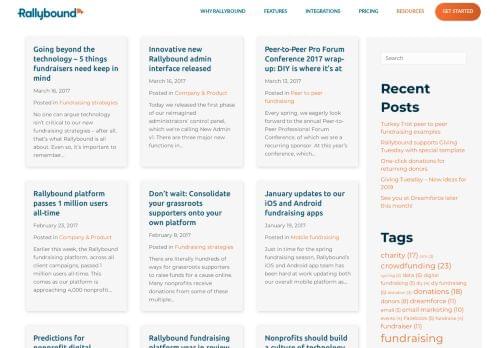 Rallybound
WHY RALLYBOUND
FEATURES
INTEGRATIONS
PRICING
RESOURCES
GET STARTED
Going beyond the
technology – 5 things
fundraisers need keep in
mind
March 16, 2017
Posted in Fundraising strategies
No one can argue technology
isn't critical to our new
fundraising strategies – after all,
that's what Rallybound is all
about. Even so, it's important to
remember...
Innovative new
Rallybound admin
interface released
March 16, 2017
Posted in Company & Product
Today we released the first phase
of our reimagined
administrators' control panel,
which we're calling New Admin
v1. There are three major new
functions in...
Peer-to-Peer Pro Forum
Conference 2017 wrap-
up: DIY is where it's at
March 13, 2017
Posted in Peer to peer
fundraising
Every spring, we eagerly look
forward to the annual Peer-to-
Peer Professional Forum
Conference, of which we are a
recurring sponsor. At this year's
conference, which...
Rallybound platform
passes 1 million users
all-time
February 23, 2017
Posted in Company & Product
Earlier this week, the Rallybound
fundraising platform, across all
client campaigns, passed 1
million users all time. This
comes as our platform is
approaching 4,000 nonprofit...
Don't wait: Consolidate
your grassroots
supporters onto your
own platform
February 8, 2017
Posted in Fundraising strategies
There are literally hundreds of
ways for grassroots supporters
to raise funds for a cause online.
Many nonprofits receive
donations from some of these
multiple...
January updates to our
iOS and Android
fundraising apps
January 19, 2017
Posted in Mobile fundraising
Just in time for the spring
fundraising season, Rallybound's
iOS and Android app team has
been hard at work updating both
our overall mobile platform as...
Predictions for
nonprofit digital
Rallybound fundraising
platform year in review
Nonprofits should build
a culture of technology
Search
Recent
Posts
Turkey Trot peer to peer
fundraising examples
Rallybound supports Giving
Tuesday with special template
One-click donations for
returning donors
Giving Tuesday – New ideas for
2019
See you at Dreamforce later
this month!
Tags
charity (17)
crowdfunding (23)
data (5) digital
fundraising (5) diy (4) diy fundraising
(5) donations (18)
donors (8) dreamforce (11)
email (5) email marketing (10)
events (4) Facebook (5) fundraise (4)
fundraiser (11)
fundraising